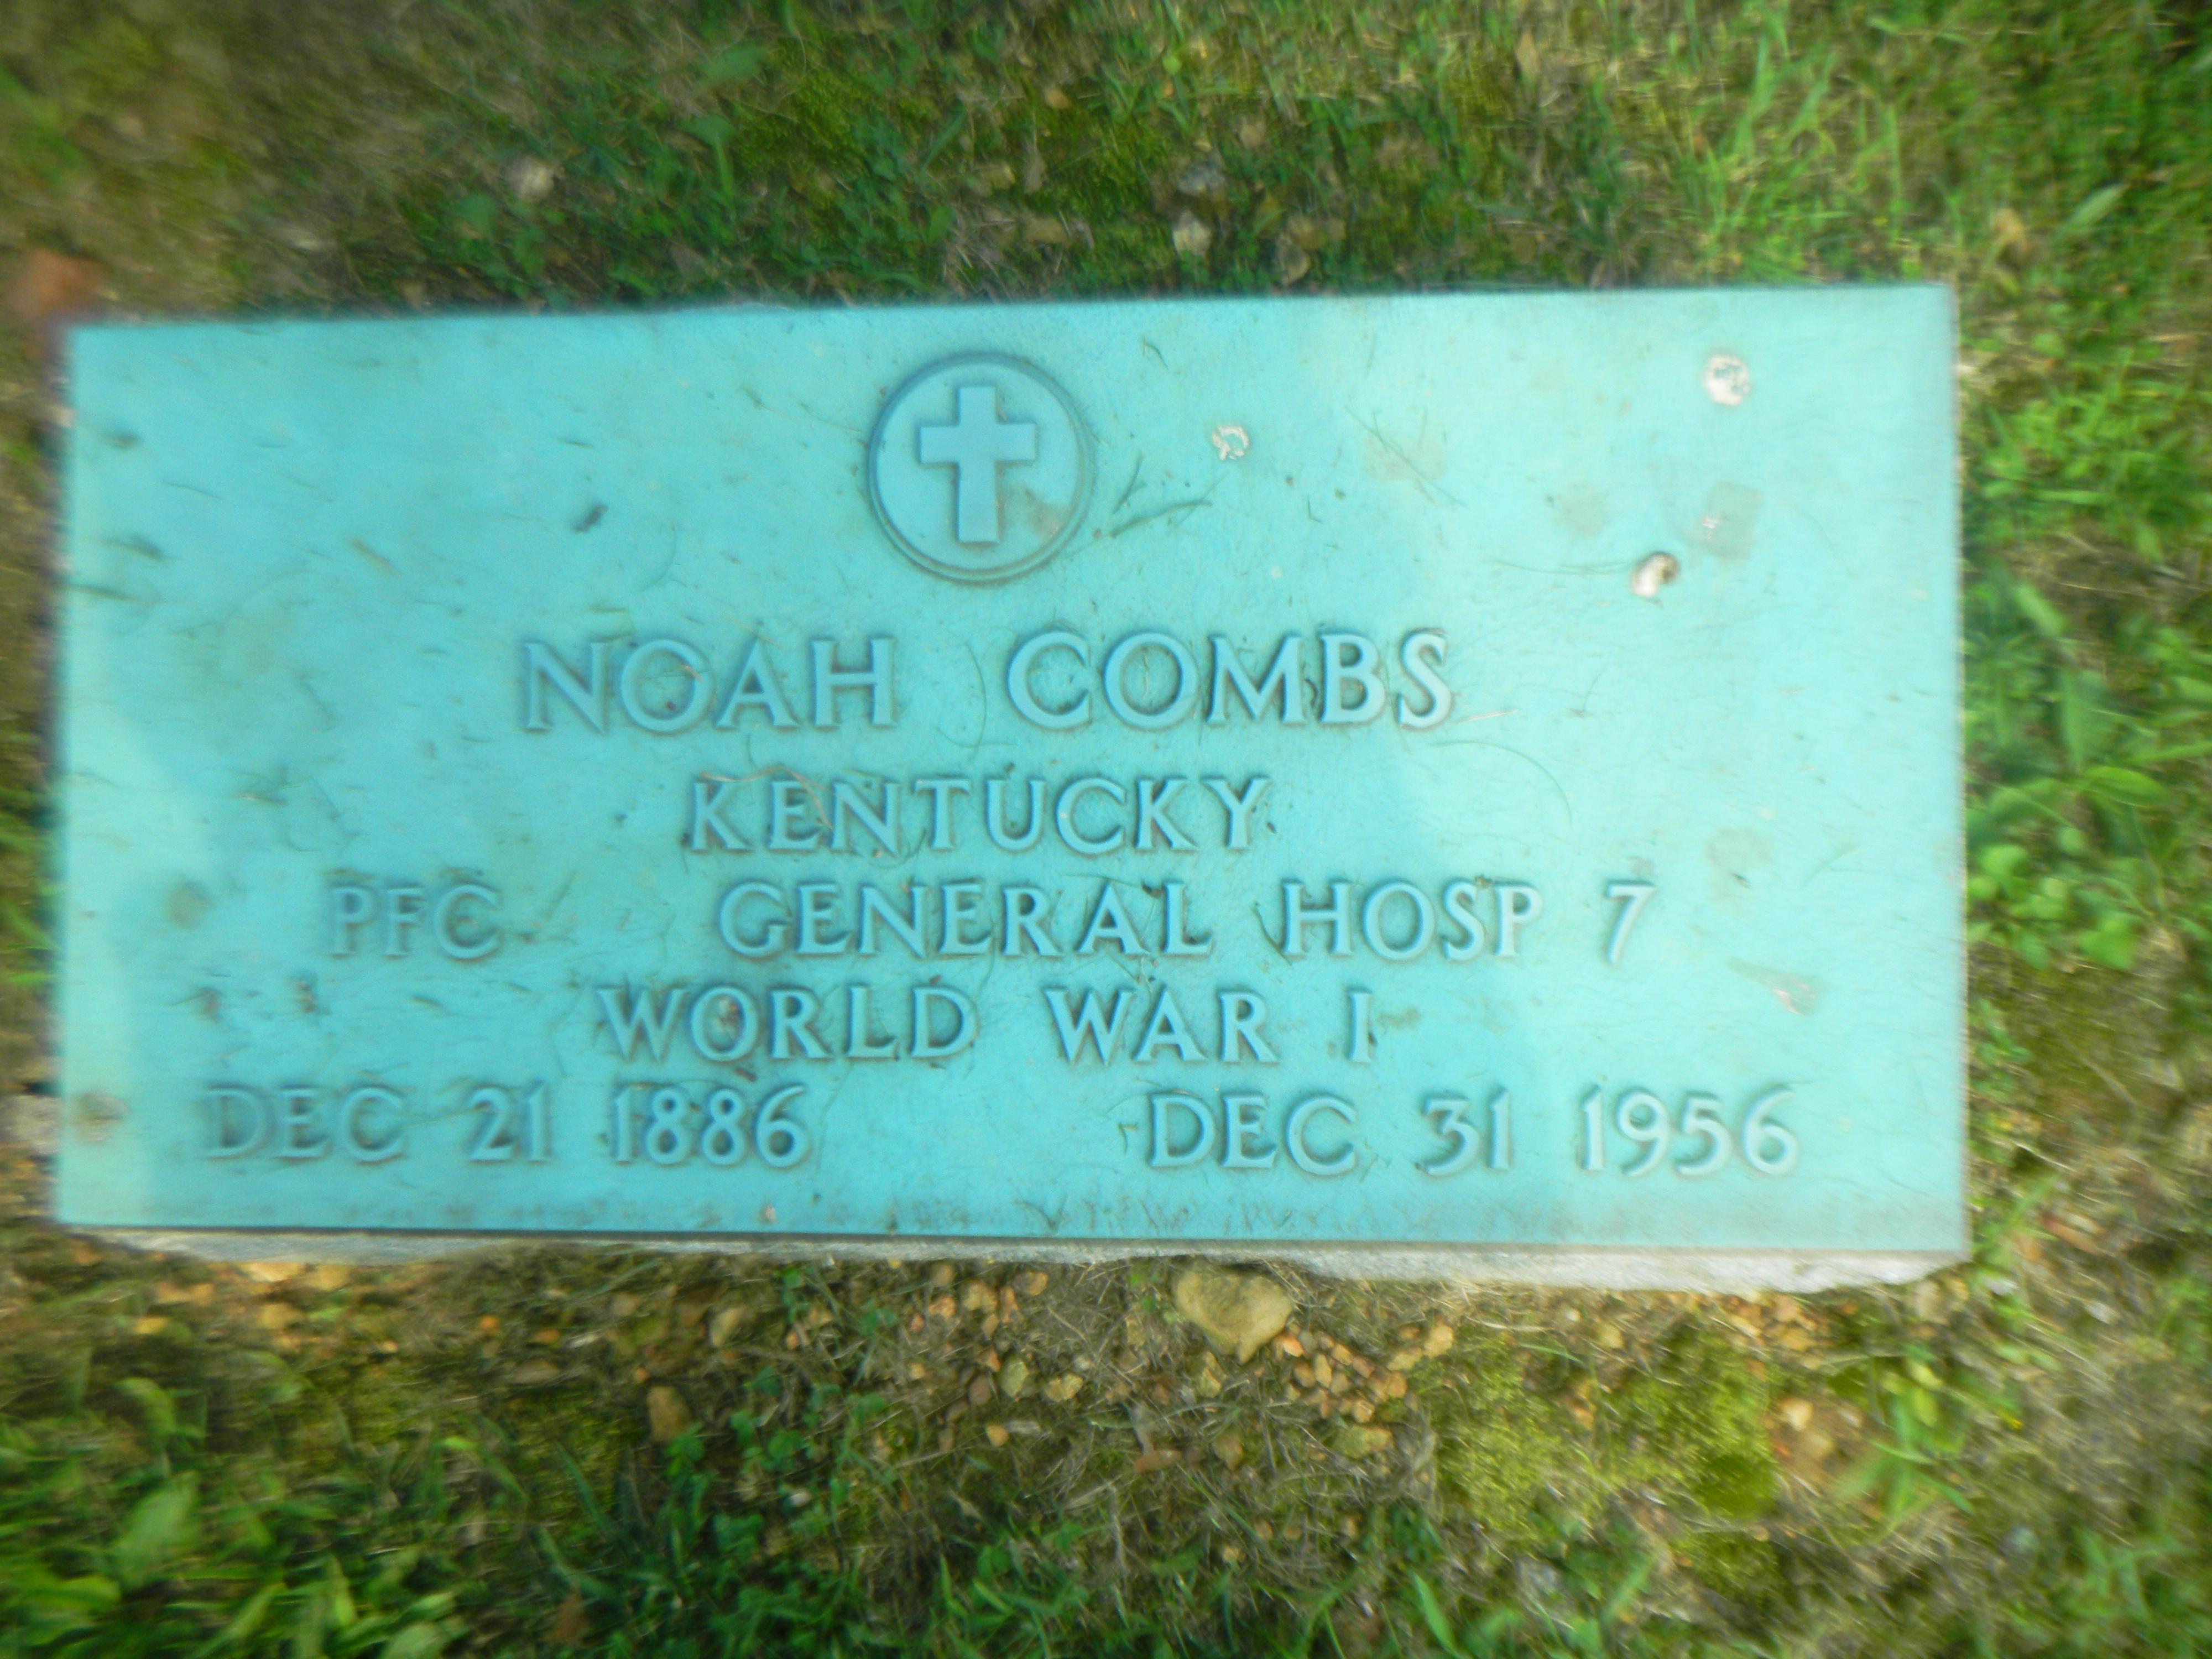 NOAH COMBS
KENTUCKY
PFC GENERAL HOSP 7
WORLD WAR I
DEC 21 1886 DEC 31 1956